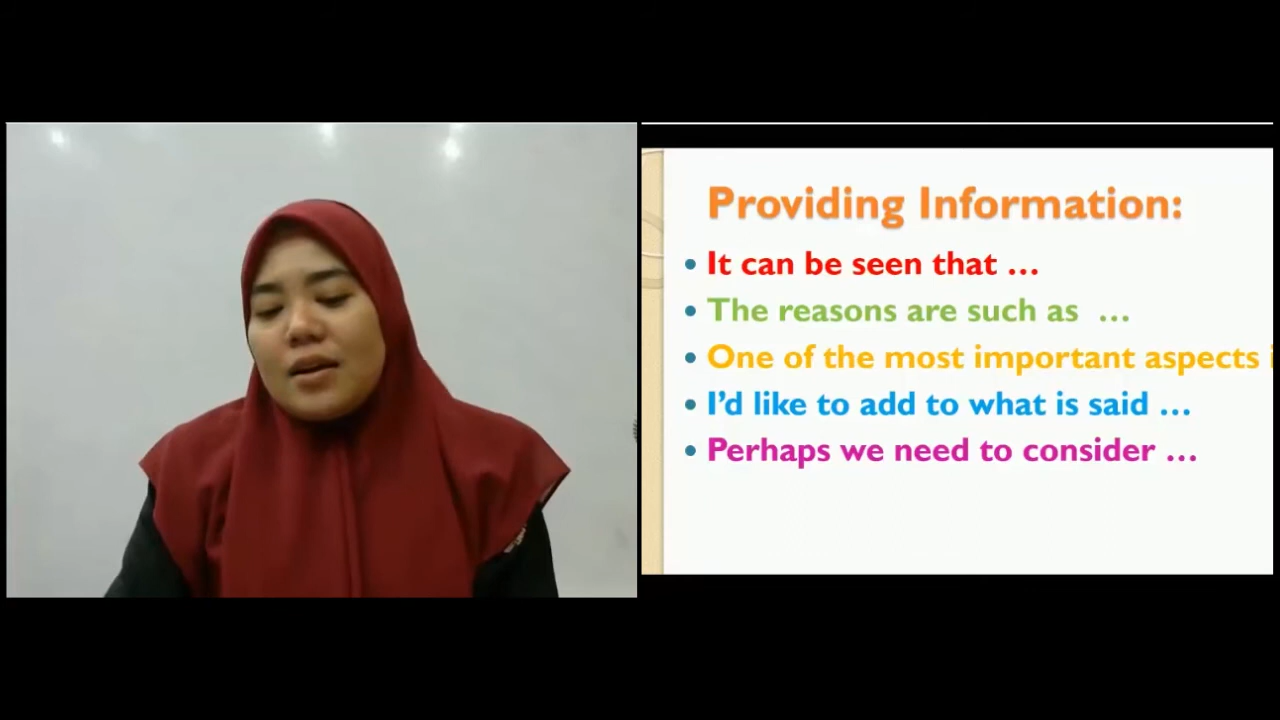 Providing Information:
• It can be seen that …
• The reasons are such as …
• One of the most important aspects
• I'd like to add to what is said …
• Perhaps we need to consider …